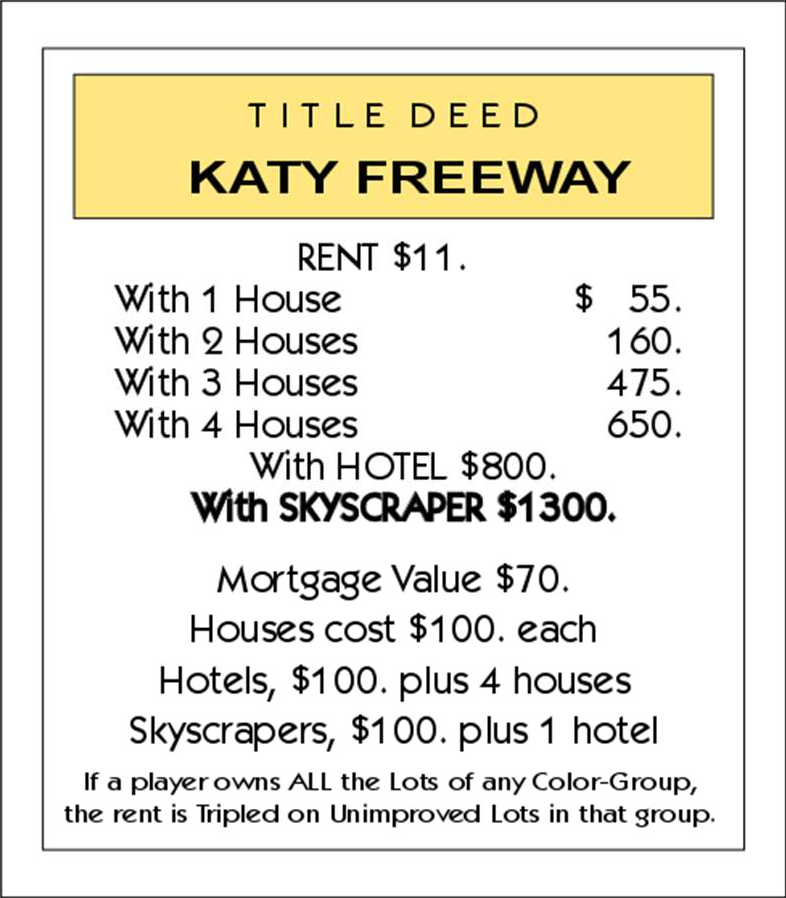 TITLE DEED
KATY FREEWAY
RENT $11.
With 1 House $ 55.
With 2 Houses 160.
With 3 Houses 475.
With 4 Houses 650.
With HOTEL $800.
With SKYSCRAPER $1300.
Mortgage Value $70.
Houses cost $100. each
Hotels, $100. plus 4 houses
Skyscrapers, $100. plus 1 hotel
If a player owns ALL the Lots of any Color-Group,
the rent is Tripled on Unimproved Lots in that group.